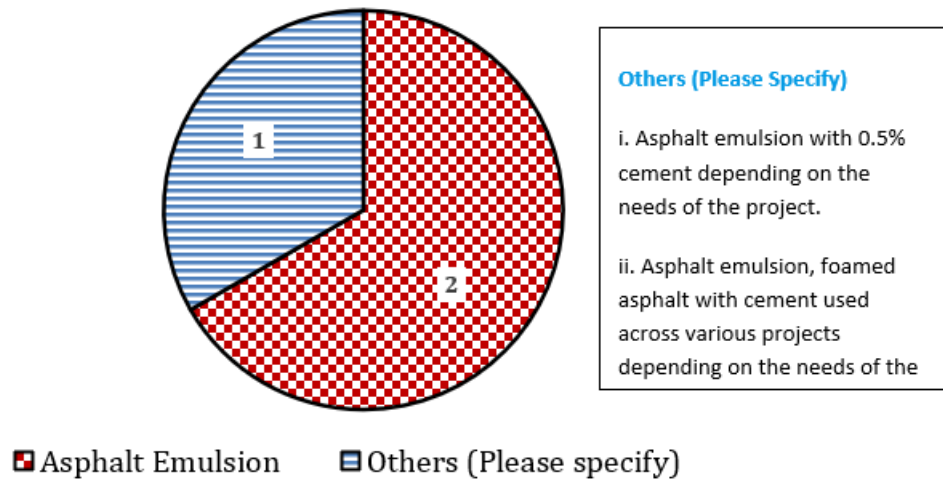 1
2
Others (Please Specify)
i. Asphalt emulsion with 0.5%
cement depending on the
needs of the project.
ii. Asphalt emulsion, foamed
asphalt with cement used
across various projects
depending on the needs of the
Asphalt Emulsion
Others (Please specify)